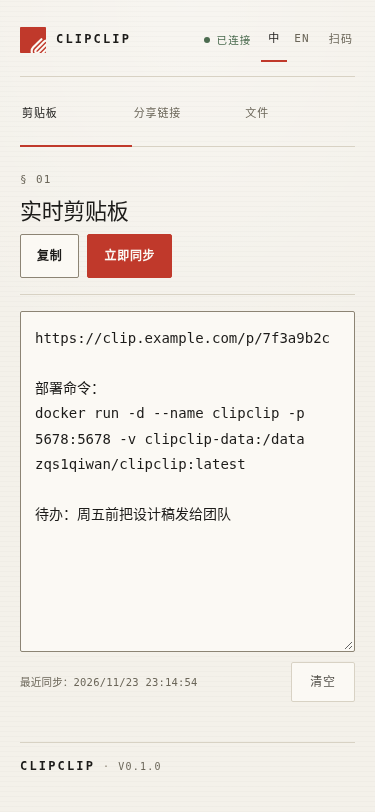 CLIPCLIP
已连接 中 EN 扫码
剪贴板 分享链接 文件
§ 01
实时剪贴板
复制 立即同步
https://clip.example.com/p/7f3a9b2c
部署命令：
docker run -d --name clipclip -p
5678:5678 -v clipclip-data:/data
zqs1qiwan/clipclip:latest
待办：周五前把设计稿发给团队
最近同步：2026/11/23 23:14:54
清空
CLIPCLIP · V0.1.0